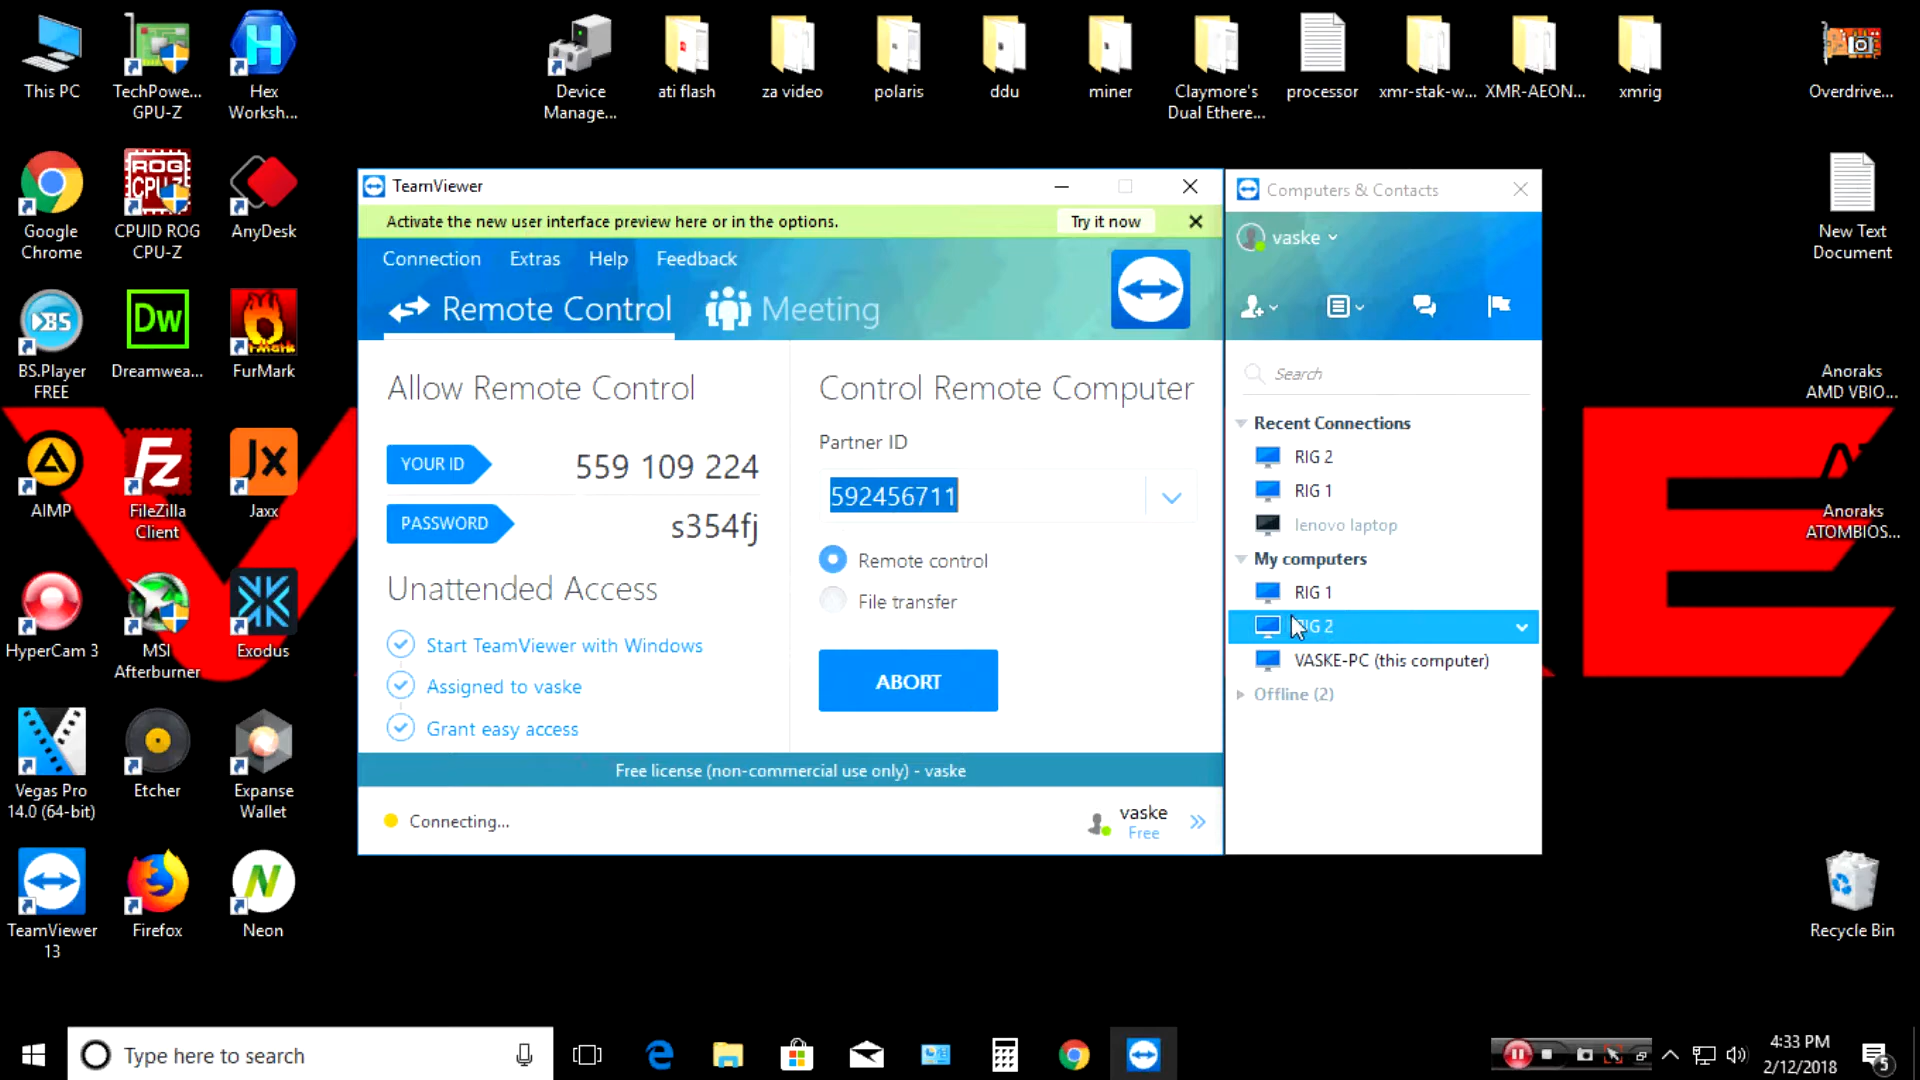 This PC
TechPowe...
GPU-Z
Hex
Worksh...
Device
Manage...
ati flash
za video
polaris
ddu
miner
Claymore's
Dual Ethere...
processor
xmr-stak-w...
XMR-AEON...
xmrig
Overdrive...
Google
Chrome
CPUID ROG
CPU-Z
AnyDesk
New Text
Document
BS.Player
FREE
Dreamwea...
FurMark
Anoraks
AMD VBIO...
AIMP
FileZilla
Client
Jaxx
Anoraks
ATOMBIOS...
HyperCam 3
MSI
Afterburner
Exodus
Vegas Pro
14.0 (64-bit)
Etcher
Expanse
Wallet
TeamViewer
13
Firefox
Neon
Recycle Bin
TeamViewer
Activate the new user interface preview here or in the options.
Try it now
Connection Extras Help Feedback
Remote Control Meeting
Allow Remote Control
YOUR ID 559 109 224
PASSWORD s354fj
Unattended Access
Start TeamViewer with Windows
Assigned to vaske
Grant easy access
Control Remote Computer
Partner ID
592456711
Remote control
File transfer
ABORT
Free license (non-commercial use only) - vaske
Connecting...
vaske
Free
Computers & Contacts
vaske
Search
Recent Connections
RIG 2
RIG 1
lenovo laptop
My computers
RIG 1
RIG 2
VASKE-PC (this computer)
Offline (2)
Type here to search
4:33 PM
2/12/2018
5